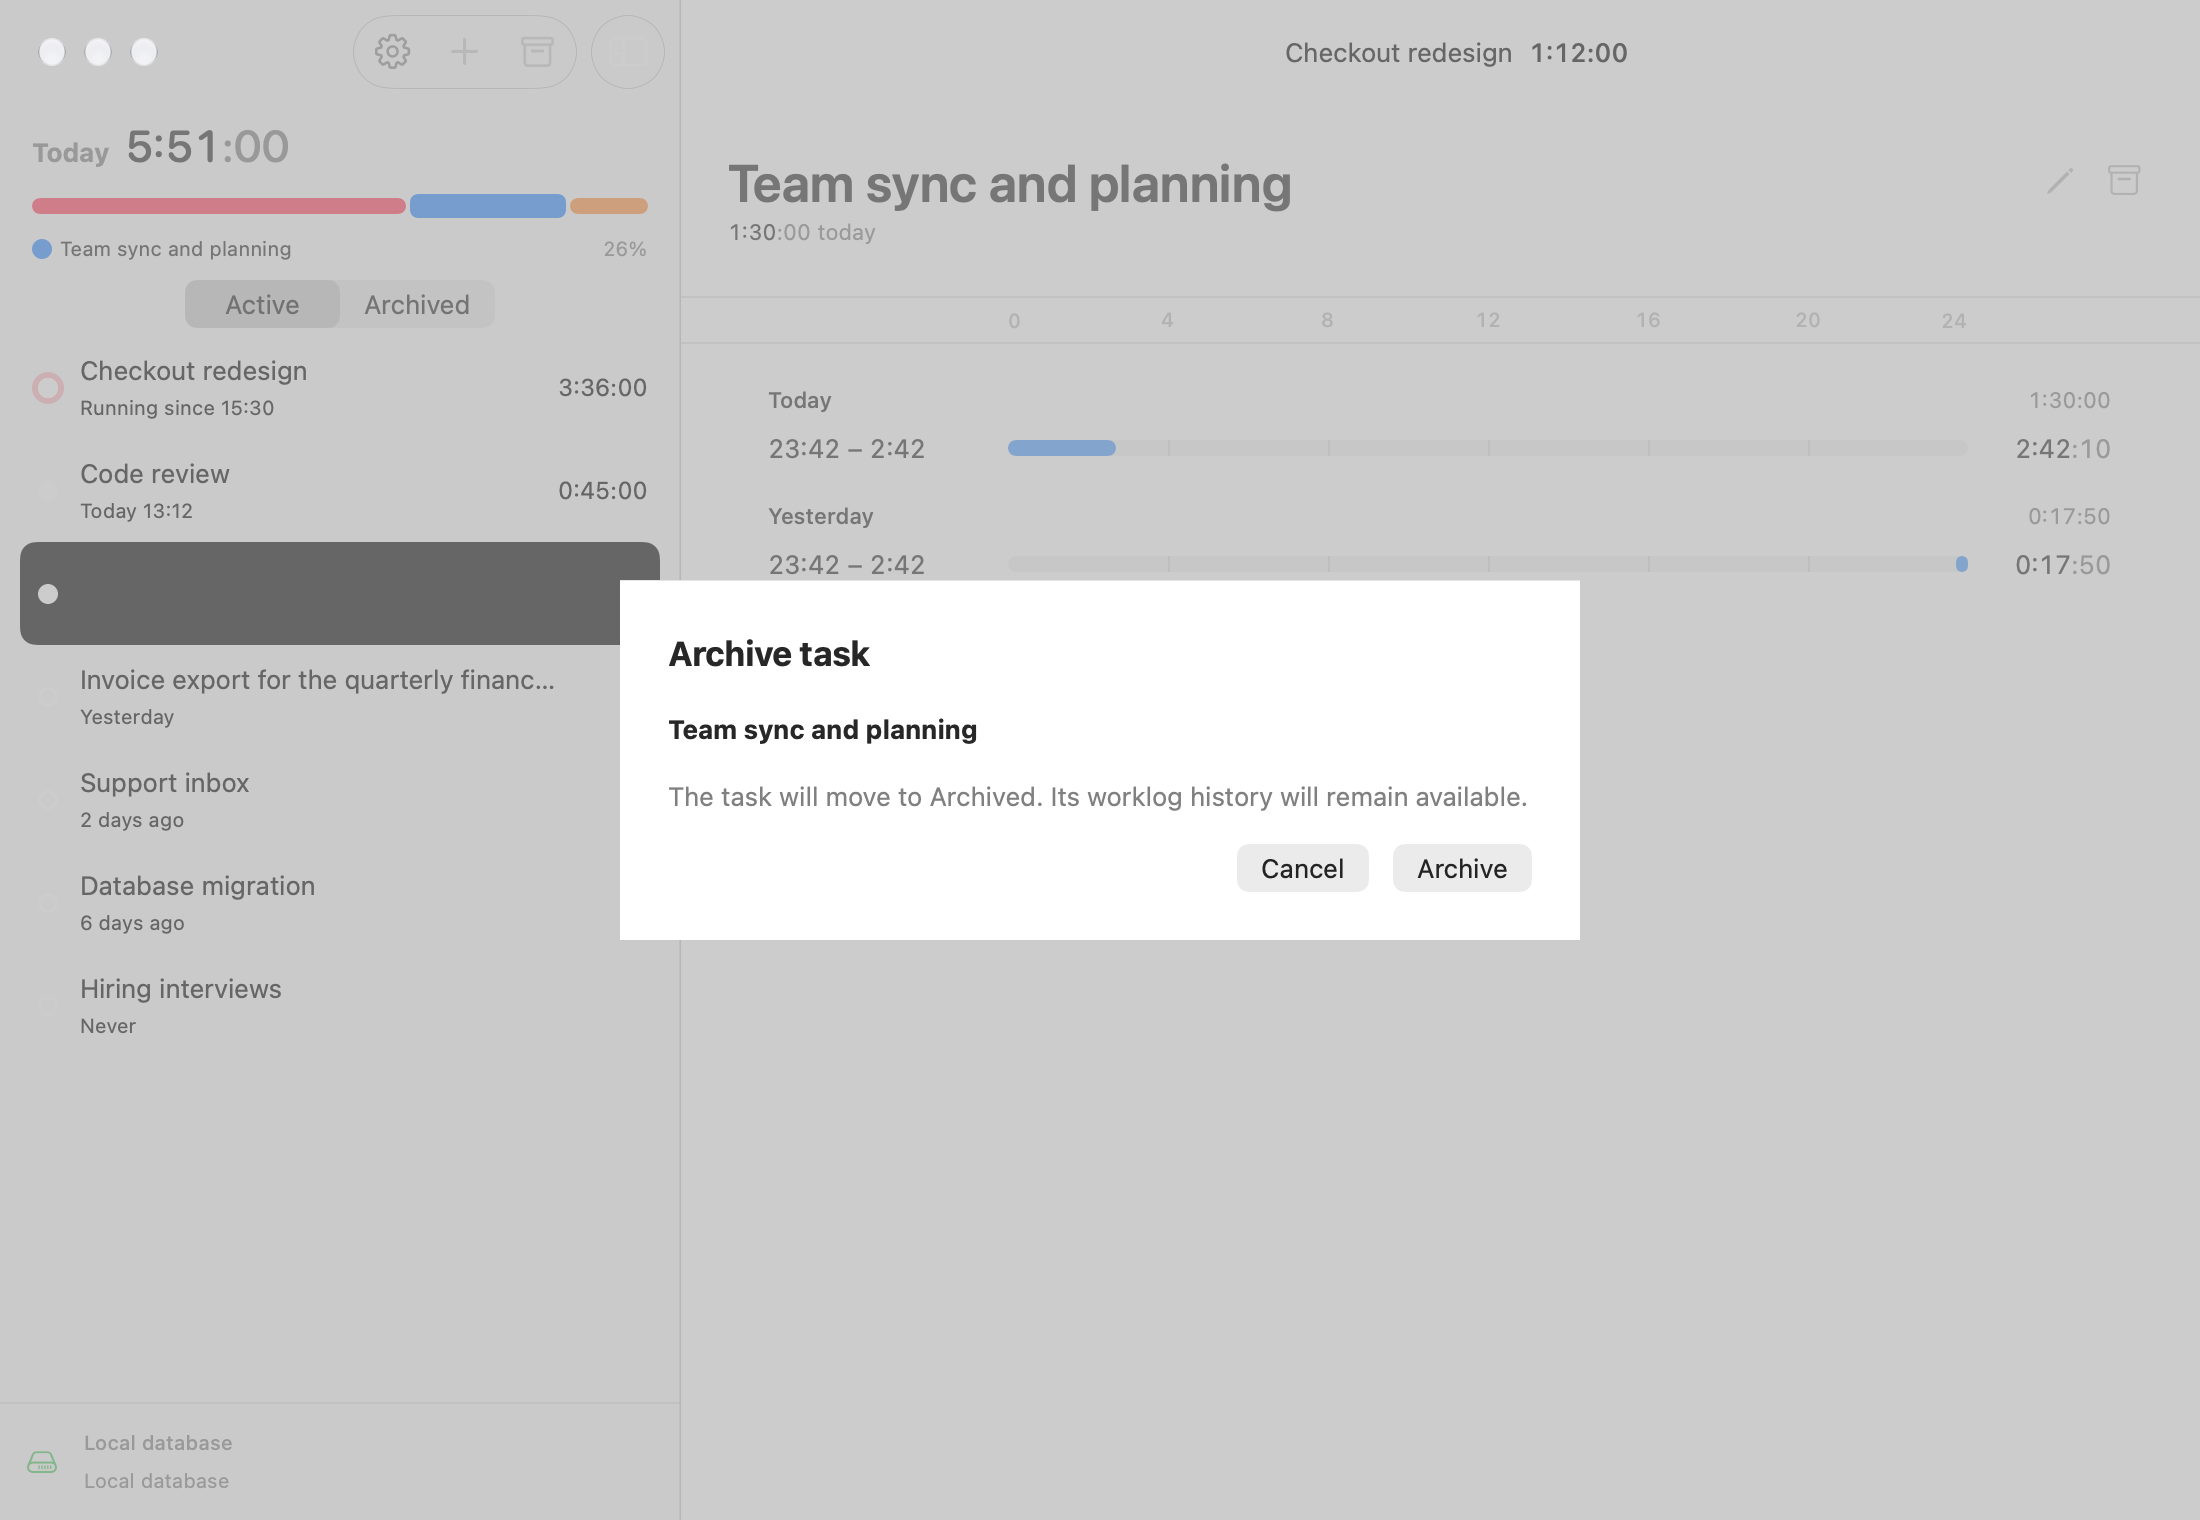 Checkout redesign 1:12:00
Today 5:51:00
Team sync and planning 26%
Active Archived
Checkout redesign 3:36:00
Running since 15:30
Code review 0:45:00
Today 13:12
Invoice export for the quarterly financ...
Yesterday
Support inbox
2 days ago
Database migration
6 days ago
Hiring interviews
Never
Local database
Local database
Team sync and planning
1:30:00 today
0 4 8 12 16 20 24
Today 1:30:00
23:42 – 2:42 2:42:10
Yesterday 0:17:50
23:42 – 2:42 0:17:50
Archive task
Team sync and planning
The task will move to Archived. Its worklog history will remain available.
Cancel Archive